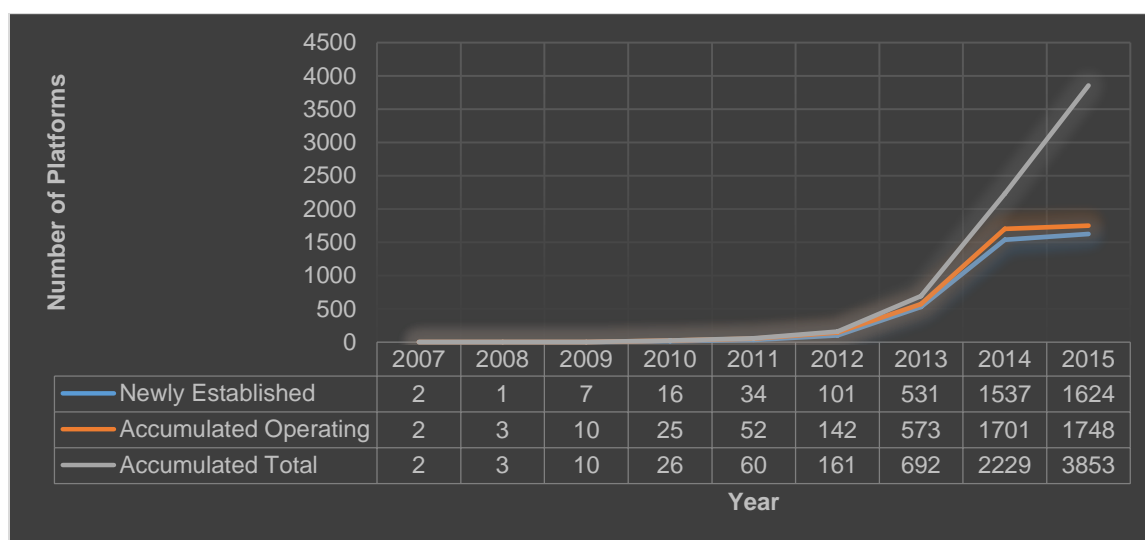 Number of Platforms
4500
4000
3500
3000
2500
2000
1500
1000
500
0
2007 2008 2009 2010 2011 2012 2013 2014 2015
Newly Established 2 1 7 16 34 101 531 1537 1624
Accumulated Operating 2 3 10 25 52 142 573 1701 1748
Accumulated Total 2 3 10 26 60 161 692 2229 3853
Year